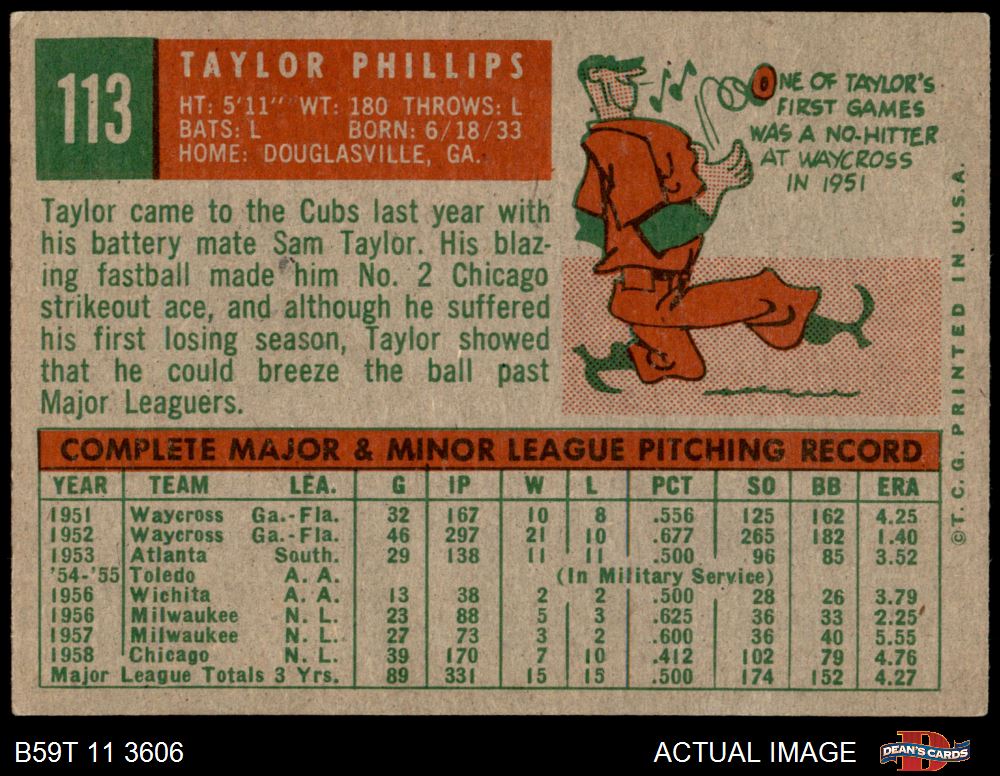 113
TAYLOR PHILLIPS
HT: 5'11" WT: 180 THROWS: L
BATS: L BORN: 6/18/33
HOME: DOUGLASVILLE, GA.
ONE OF TAYLOR'S
FIRST GAMES
WAS A NO-HITTER
AT WAYCROSS
IN 1951
Taylor came to the Cubs last year with
his battery mate Sam Taylor. His blaz-
ing fastball made him No. 2 Chicago
strikeout ace, and although he suffered
his first losing season, Taylor showed
that he could breeze the ball past
Major Leaguers.
COMPLETE MAJOR & MINOR LEAGUE PITCHING RECORD
YEAR TEAM LEA. G IP W L PCT SO BB ERA
1951 Waycross Ga.-Fla. 32 167 10 8 .556 125 162 4.25
1952 Waycross Ga.-Fla. 46 297 21 10 .677 265 182 1.40
1953 Atlanta South. 29 138 11 11 .500 96 85 3.52
'54-'55 Toledo A. A. (In Military Service)
1956 Wichita A. A. 13 38 2 2 .500 28 26 3.79
1956 Milwaukee N. L. 23 88 5 3 .625 36 33 2.25
1957 Milwaukee N. L. 27 73 3 2 .600 36 40 5.55
1958 Chicago N. L. 39 170 7 10 .412 102 79 4.76
Major League Totals 3 Yrs. 89 331 15 15 .500 174 152 4.27
©T. C. G. PRINTED IN U.S.A.
B59T 11 3606
ACTUAL IMAGE
D
DEAN'S CARDS